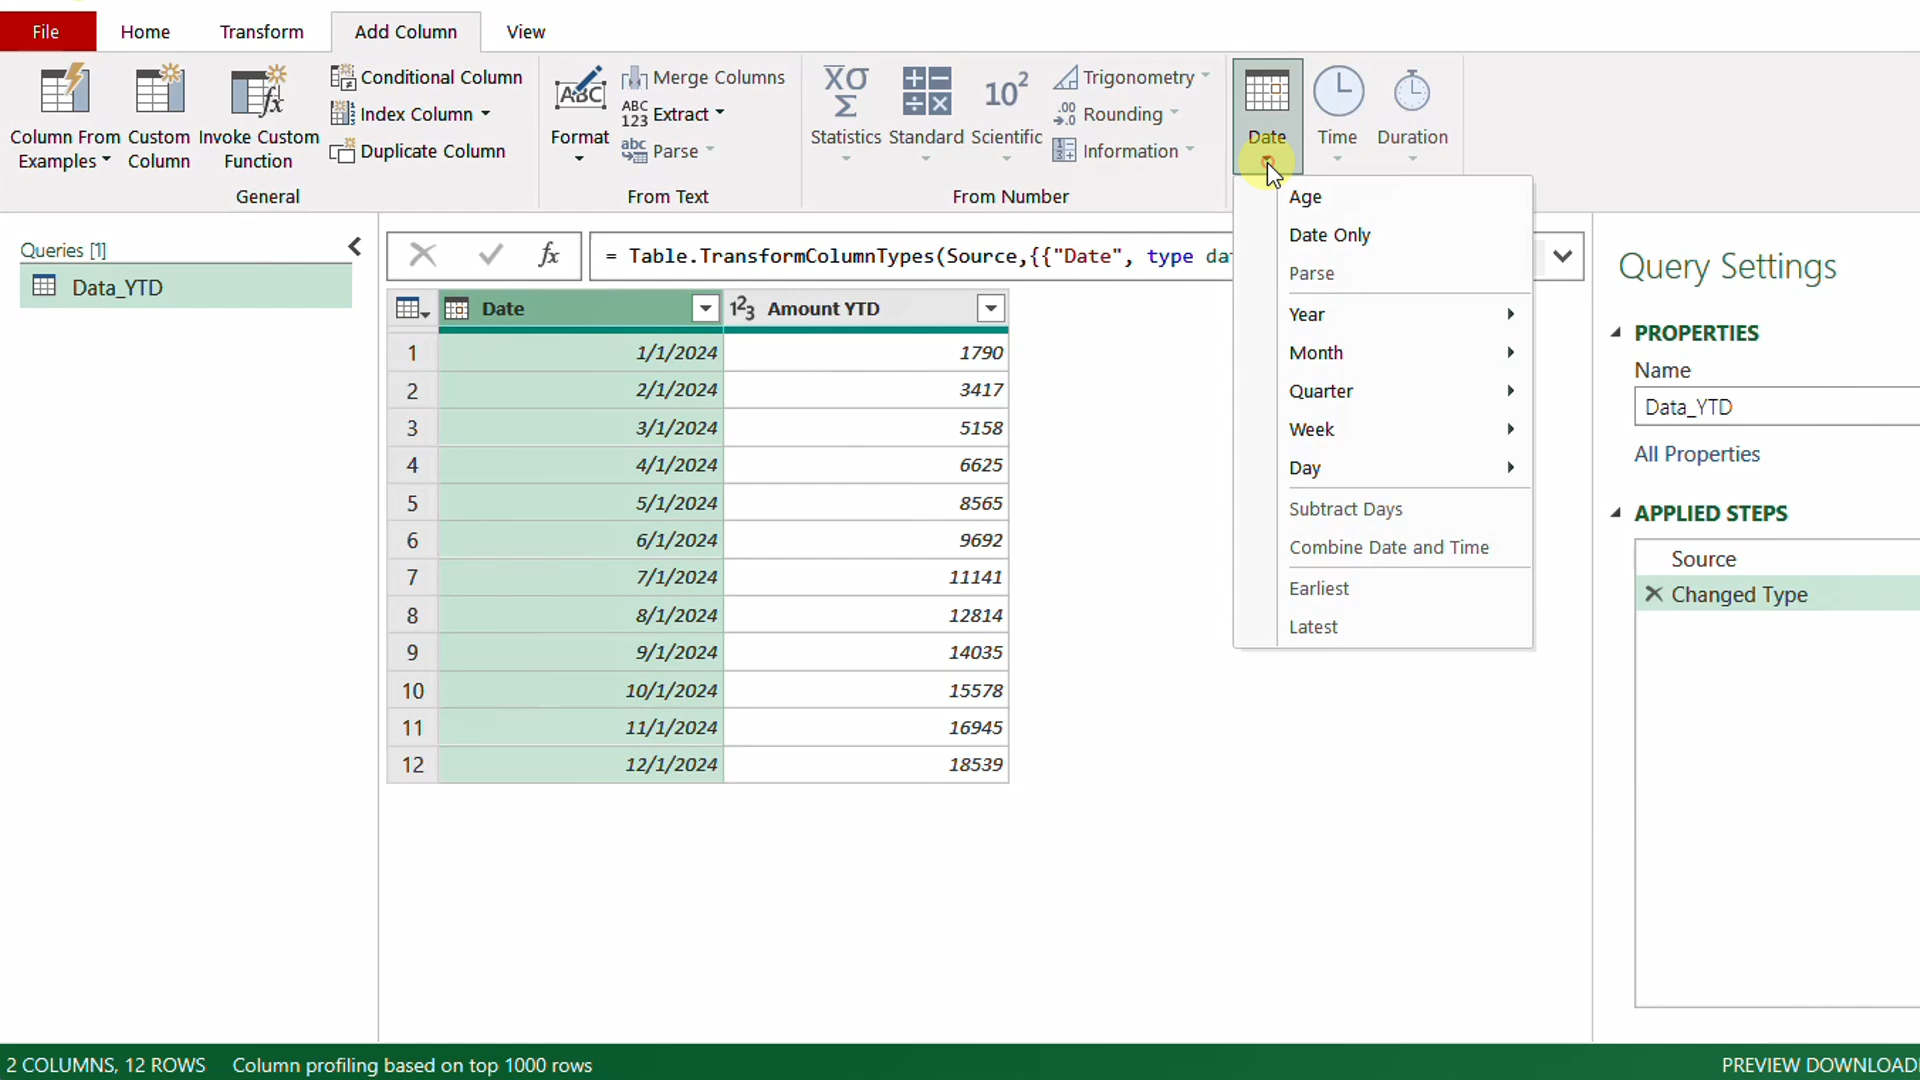 File Home Transform Add Column View
Column From Examples
Custom Column
Invoke Custom Function
Conditional Column
Index Column
Duplicate Column
General
ABC
Format
Merge Columns
ABC 123 Extract
abc Parse
From Text
XΣ Statistics
Standard
10² Scientific
Trigonometry
.00 .0 Rounding
Information
From Number
Date
Time
Duration
Age
Date Only
Parse
Year
Month
Quarter
Week
Day
Subtract Days
Combine Date and Time
Earliest
Latest
Queries [1]
Data_YTD
fx = Table.TransformColumnTypes(Source,{{"Date", type dat
Date 123 Amount YTD
1 1/1/2024 1790
2 2/1/2024 3417
3 3/1/2024 5158
4 4/1/2024 6625
5 5/1/2024 8565
6 6/1/2024 9692
7 7/1/2024 11141
8 8/1/2024 12814
9 9/1/2024 14035
10 10/1/2024 15578
11 11/1/2024 16945
12 12/1/2024 18539
Query Settings
PROPERTIES
Name
Data_YTD
All Properties
APPLIED STEPS
Source
Changed Type
2 COLUMNS, 12 ROWS Column profiling based on top 1000 rows PREVIEW DOWNLOAD